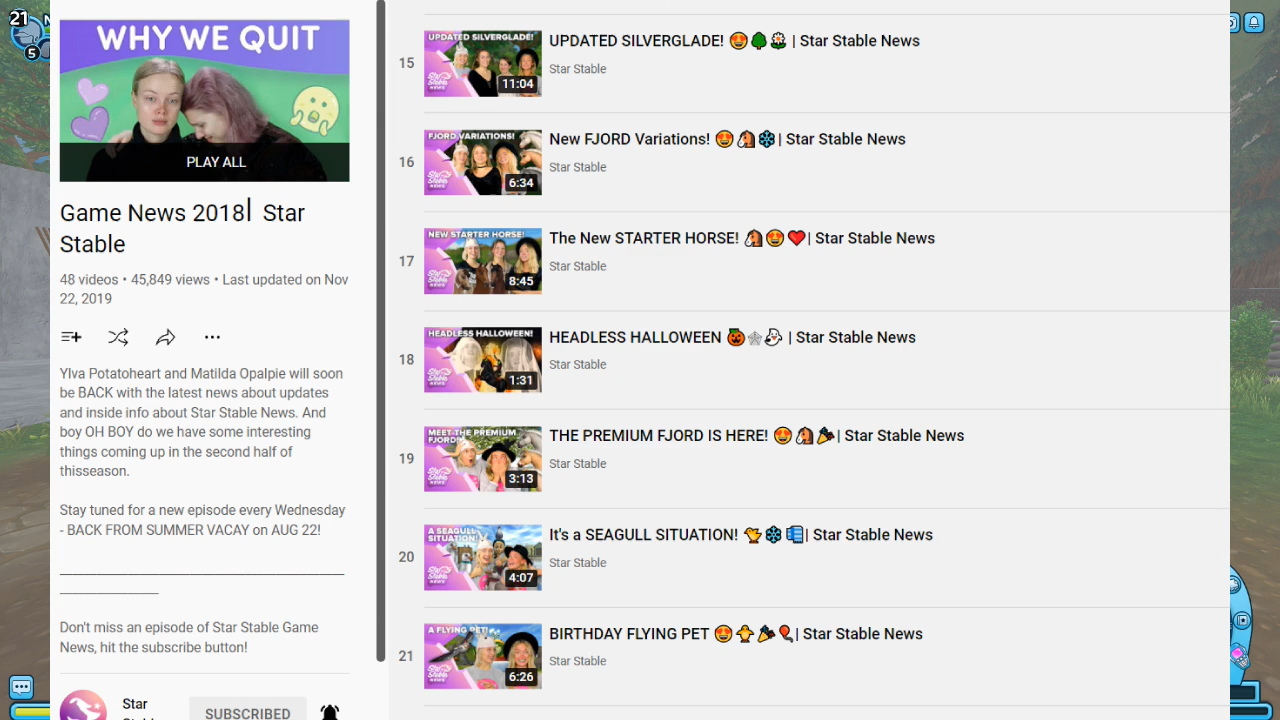 21
5
WHY WE QUIT
PLAY ALL
Game News 2018| Star
Stable
48 videos • 45,849 views • Last updated on Nov
22, 2019
Ylva Potatoheart and Matilda Opalpie will soon
be BACK with the latest news about updates
and inside info about Star Stable News. And
boy OH BOY do we have some interesting
things coming up in the second half of
thisseason.
Stay tuned for a new episode every Wednesday
- BACK FROM SUMMER VACAY on AUG 22!
Don't miss an episode of Star Stable Game
News, hit the subscribe button!
Star
SUBSCRIBED
15
UPDATED SILVERGLADE!
11:04
UPDATED SILVERGLADE! 🤩🌳🌼 | Star Stable News
Star Stable
16
FJORD VARIATIONS!
6:34
New FJORD Variations! 🤩🐴❄️ | Star Stable News
Star Stable
17
NEW STARTER HORSE!
8:45
The New STARTER HORSE! 🐴🤩❤️| Star Stable News
Star Stable
18
HEADLESS HALLOWEEN!
1:31
HEADLESS HALLOWEEN 🎃🕸️👻 | Star Stable News
Star Stable
19
MEET THE PREMIUM
FJORD!
3:13
THE PREMIUM FJORD IS HERE! 🤩🐴🎉| Star Stable News
Star Stable
20
A SEAGULL
SITUATION!
4:07
It's a SEAGULL SITUATION! | Star Stable News
Star Stable
21
A FLYING PET!
6:26
BIRTHDAY FLYING PET 🤩🐥🎉🎈| Star Stable News
Star Stable